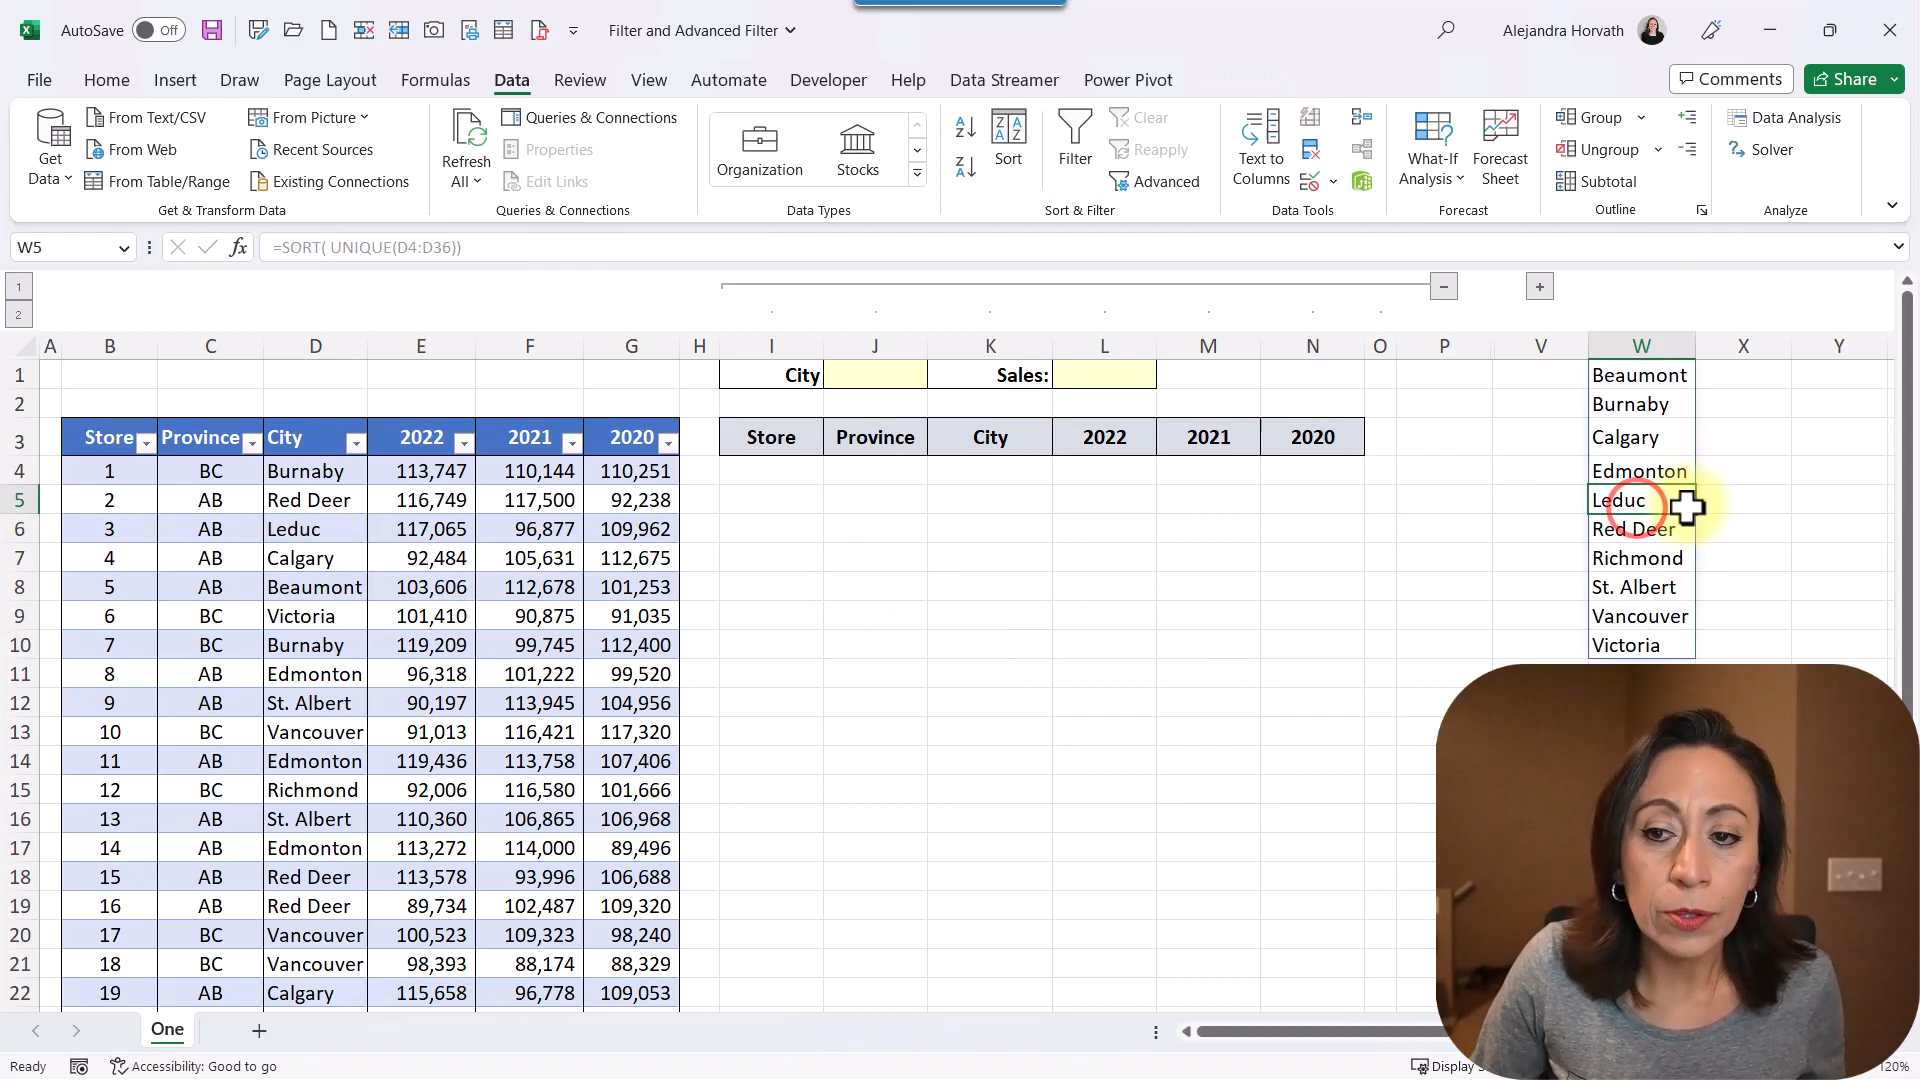 AutoSave Off Filter and Advanced Filter Alejandra Horvath
File Home Insert Draw Page Layout Formulas Data Review View Automate Developer Help Data Streamer Power Pivot Comments Share
Get Data From Text/CSV From Web From Table/Range From Picture Recent Sources Existing Connections
Get & Transform Data
Refresh All Queries & Connections Properties Edit Links
Queries & Connections
Organization Stocks
Data Types
Sort Filter Clear Reapply Advanced
Sort & Filter
Text to Columns
Data Tools
What-If Analysis Forecast Sheet
Forecast
Group Ungroup Subtotal
Outline
Data Analysis Solver
Analyze
W5 fx =SORT( UNIQUE(D4:D36))
1
2
A B C D E F G H I J K L M N O P V W X Y
1 City Sales: Beaumont
2 Burnaby
3 Store Province City 2022 2021 2020 Store Province City 2022 2021 2020 Calgary
4 1 BC Burnaby 113,747 110,144 110,251 Edmonton
5 2 AB Red Deer 116,749 117,500 92,238 Leduc
6 3 AB Leduc 117,065 96,877 109,962 Red Deer
7 4 AB Calgary 92,484 105,631 112,675 Richmond
8 5 AB Beaumont 103,606 112,678 101,253 St. Albert
9 6 BC Victoria 101,410 90,875 91,035 Vancouver
10 7 BC Burnaby 119,209 99,745 112,400 Victoria
11 8 AB Edmonton 96,318 101,222 99,520
12 9 AB St. Albert 90,197 113,945 104,956
13 10 BC Vancouver 91,013 116,421 117,320
14 11 AB Edmonton 119,436 113,758 107,406
15 12 BC Richmond 92,006 116,580 101,666
16 13 AB St. Albert 110,360 106,865 106,968
17 14 AB Edmonton 113,272 114,000 89,496
18 15 AB Red Deer 113,578 93,996 106,688
19 16 AB Red Deer 89,734 102,487 109,320
20 17 BC Vancouver 100,523 109,323 98,240
21 18 BC Vancouver 98,393 88,174 88,329
22 19 AB Calgary 115,658 96,778 109,053
One
Ready Accessibility: Good to go Display 120%